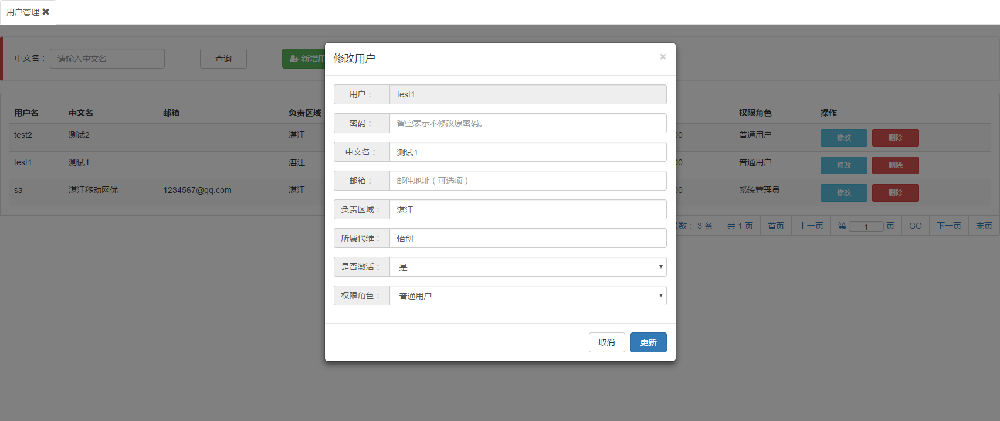 用户管理 ✖
中文名： 请输入中文名 查询 新增用
用户名 中文名 邮箱 负责区域 权限角色 操作
test2 测试2 湛江 00 普通用户 修改 删除
test1 测试1 湛江 00 普通用户 修改 删除
sa 湛江移动网优 1234567@qq.com 湛江 00 系统管理员 修改 删除
数： 3 条 共 1 页 首页 上一页 第 1 页 GO 下一页 末页
修改用户 ×
用户： test1
密码： 留空表示不修改原密码。
中文名： 测试1
邮箱： 邮件地址（可选项）
负责区域： 湛江
所属代维： 怡创
是否激活： 是
权限角色： 普通用户
取消 更新